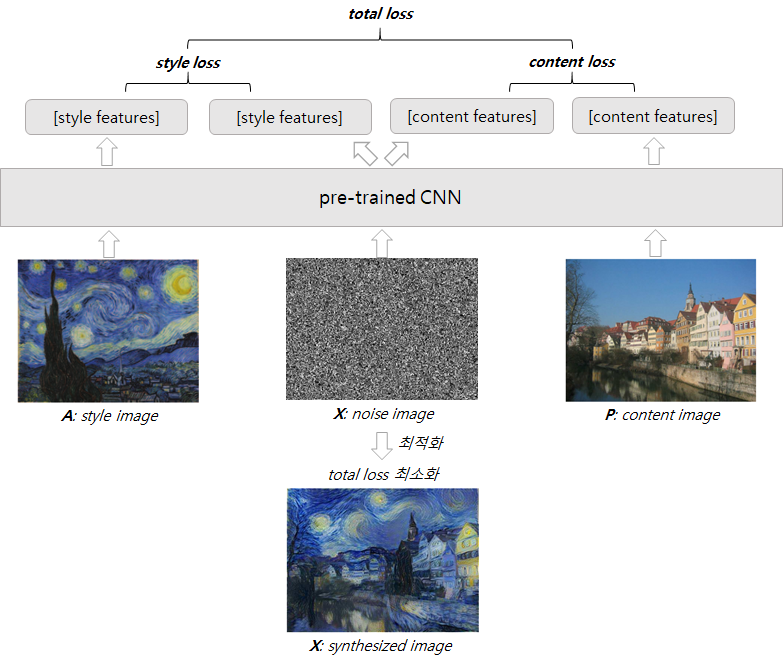 total loss
style loss
content loss
[style features]
[style features]
[content features]
[content features]
pre-trained CNN
A: style image
X: noise image
P: content image
최적화
total loss 최소화
X: synthesized image